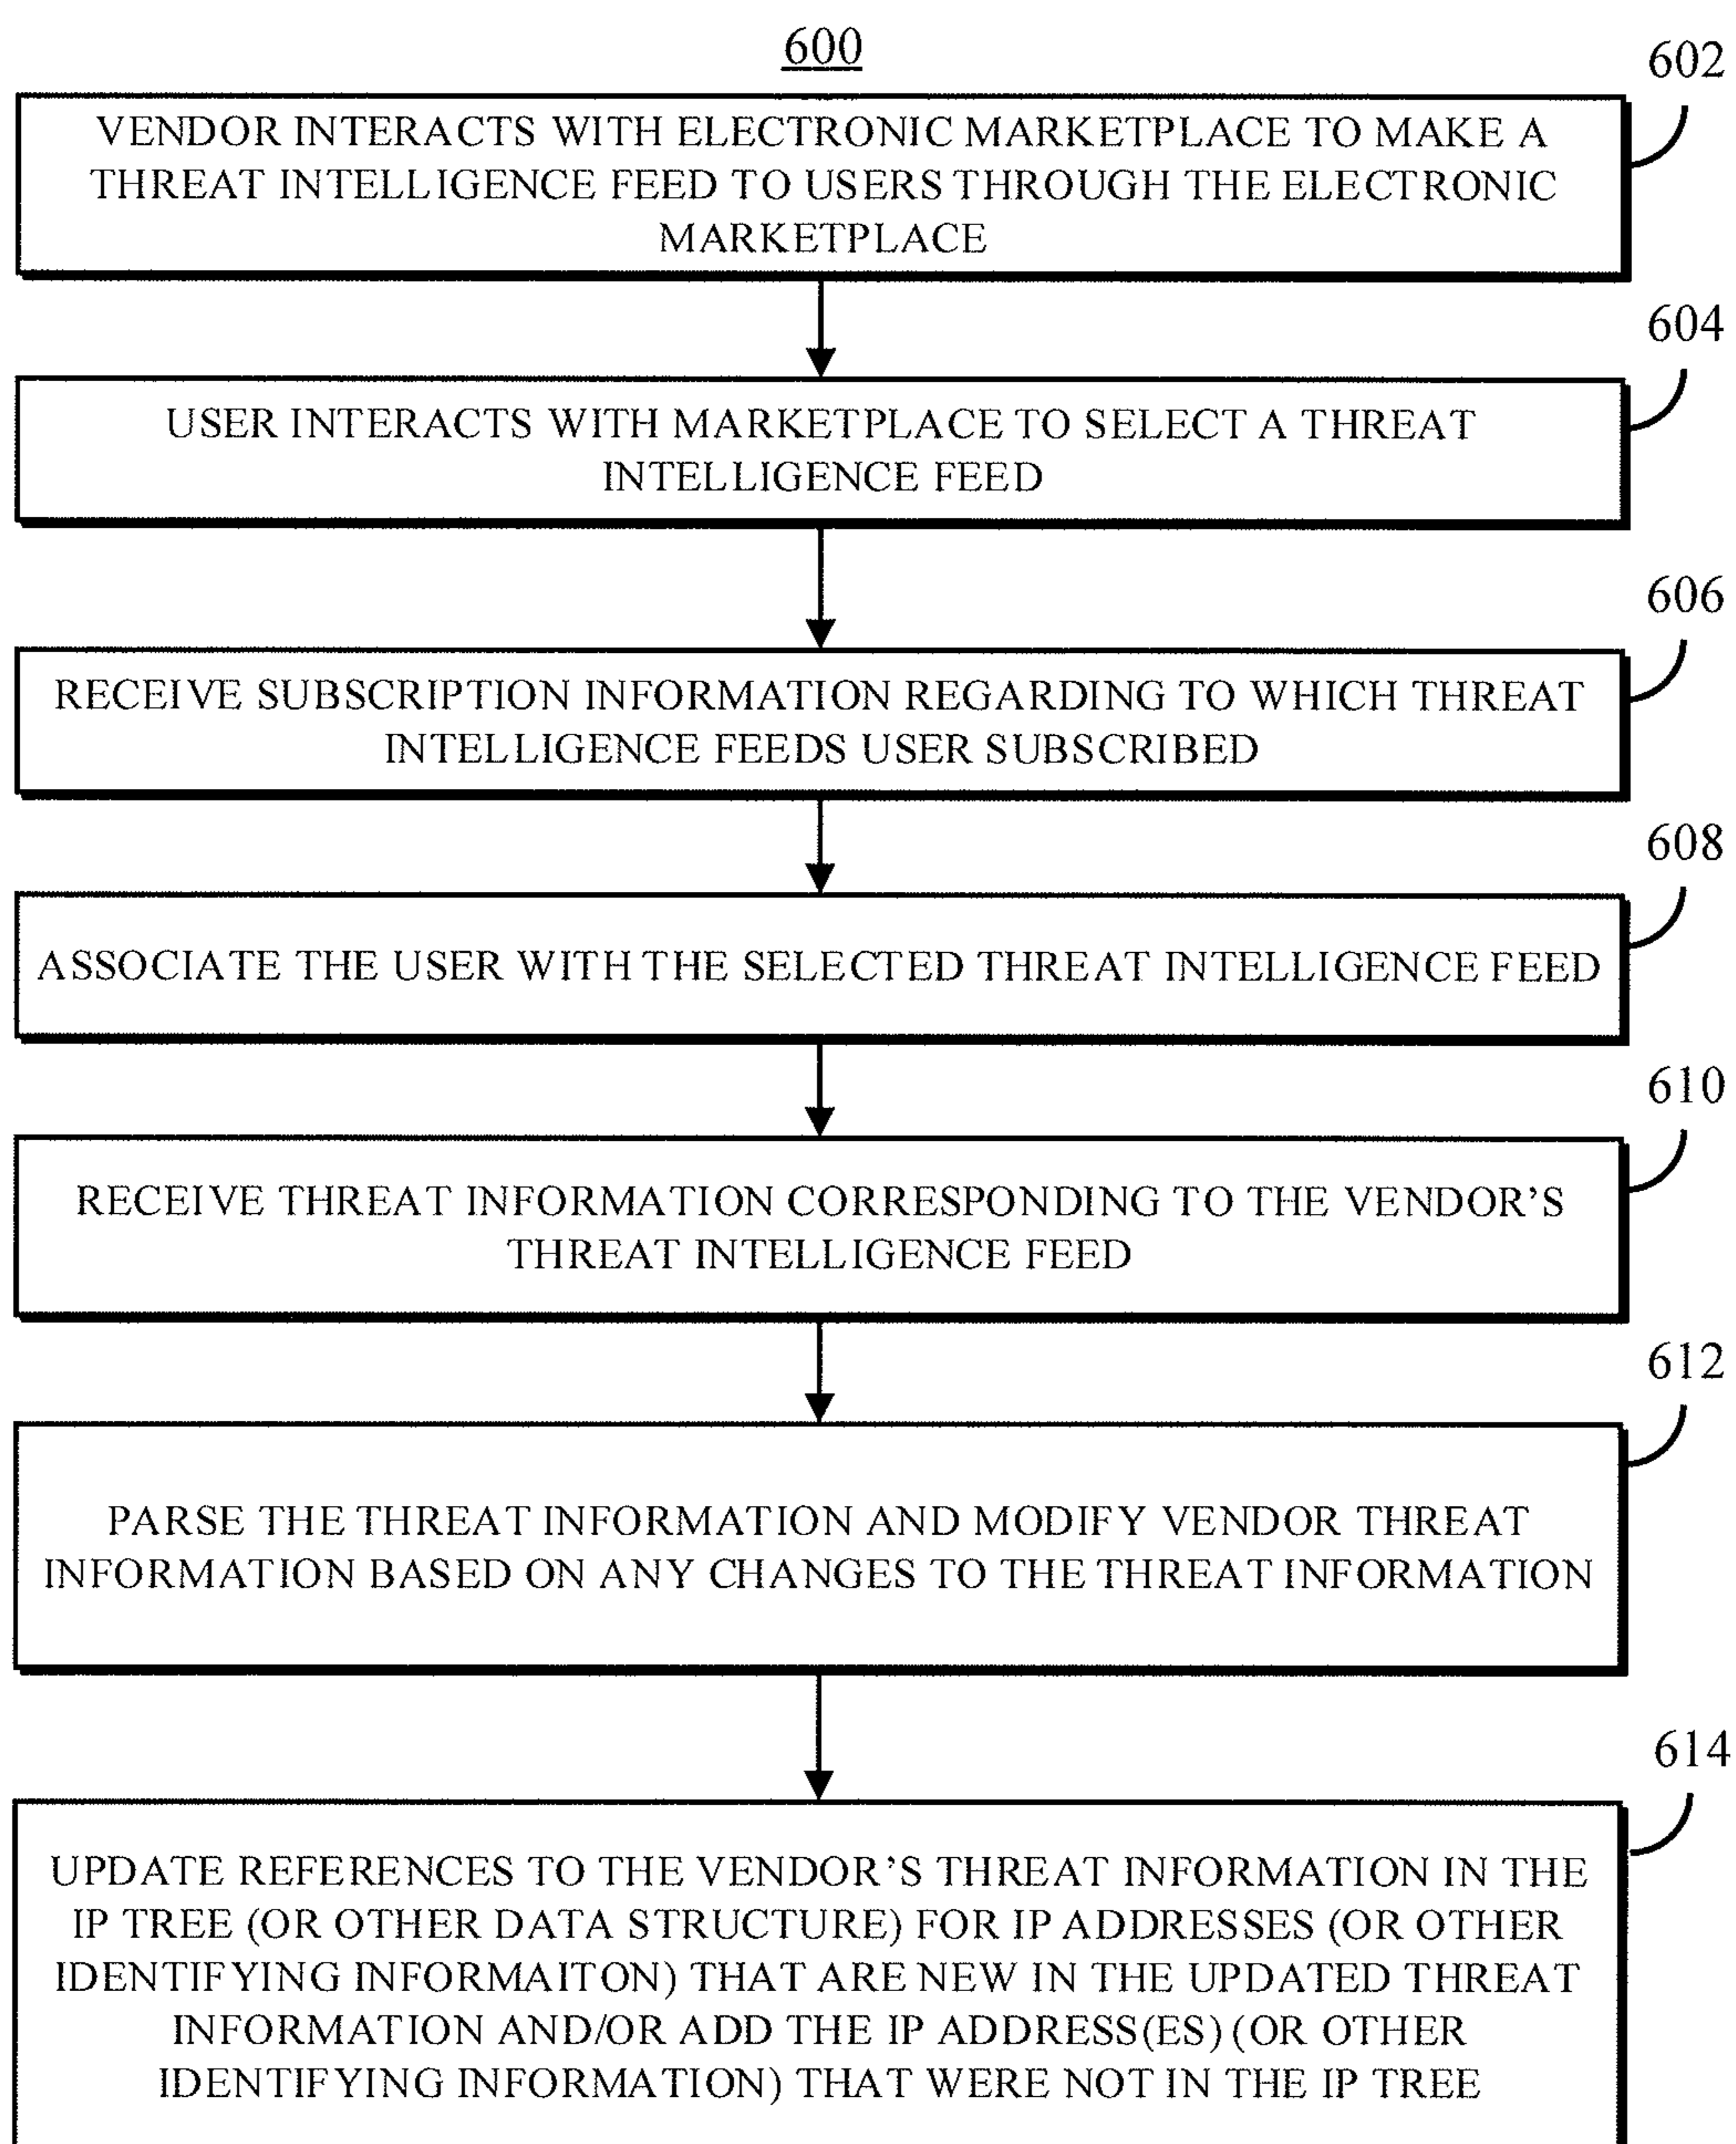 600
602
VENDOR INTERACTS WITH ELECTRONIC MARKETPLACE TO MAKE A
THREAT INTELLIGENCE FEED TO USERS THROUGH THE ELECTRONIC
MARKETPLACE
604
USER INTERACTS WITH MARKETPLACE TO SELECT A THREAT
INTELLIGENCE FEED
606
RECEIVE SUBSCRIPTION INFORMATION REGARDING TO WHICH THREAT
INTELLIGENCE FEEDS USER SUBSCRIBED
608
ASSOCIATE THE USER WITH THE SELECTED THREAT INTELLIGENCE FEED
610
RECEIVE THREAT INFORMATION CORRESPONDING TO THE VENDOR'S
THREAT INTELLIGENCE FEED
612
PARSE THE THREAT INFORMATION AND MODIFY VENDOR THREAT
INFORMATION BASED ON ANY CHANGES TO THE THREAT INFORMATION
614
UPDATE REFERENCES TO THE VENDOR'S THREAT INFORMATION IN THE
IP TREE (OR OTHER DATA STRUCTURE) FOR IP ADDRESSES (OR OTHER
IDENTIFYING INFORMAITON) THAT ARE NEW IN THE UPDATED THREAT
INFORMATION AND/OR ADD THE IP ADDRESS(ES) (OR OTHER
IDENTIFYING INFORMATION) THAT WERE NOT IN THE IP TREE